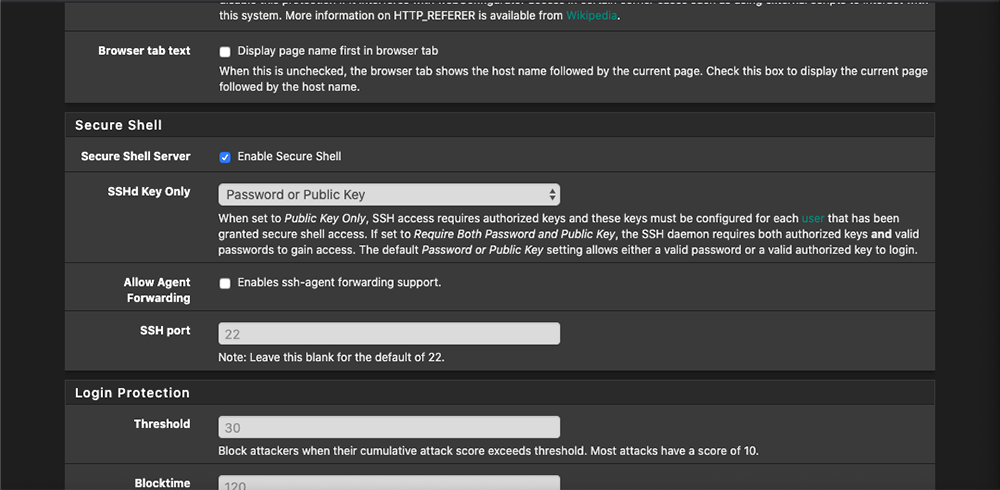 this system. More information on HTTP_REFERER is available from Wikipedia.
Browser tab text
Display page name first in browser tab
When this is unchecked, the browser tab shows the host name followed by the current page. Check this box to display the current page
followed by the host name.
Secure Shell
Secure Shell Server
Enable Secure Shell
SSHd Key Only
Password or Public Key
When set to Public Key Only, SSH access requires authorized keys and these keys must be configured for each user that has been
granted secure shell access. If set to Require Both Password and Public Key, the SSH daemon requires both authorized keys and valid
passwords to gain access. The default Password or Public Key setting allows either a valid password or a valid authorized key to login.
Allow Agent
Forwarding
Enables ssh-agent forwarding support.
SSH port
22
Note: Leave this blank for the default of 22.
Login Protection
Threshold
30
Block attackers when their cumulative attack score exceeds threshold. Most attacks have a score of 10.
Blocktime
120